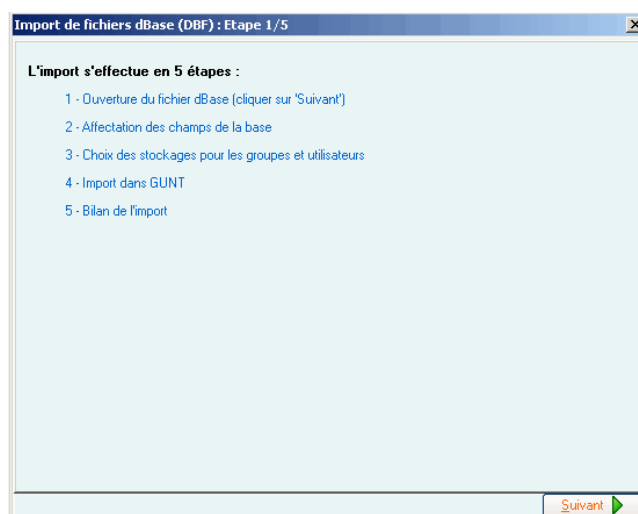 Import de fichiers dBase (DBF) : Etape 1/5
L'import s'effectue en 5 étapes :
1 - Ouverture du fichier dBase (cliquer sur 'Suivant')
2 - Affectation des champs de la base
3 - Choix des stockages pour les groupes et utilisateurs
4 - Import dans GUNT
5 - Bilan de l'import
Suivant